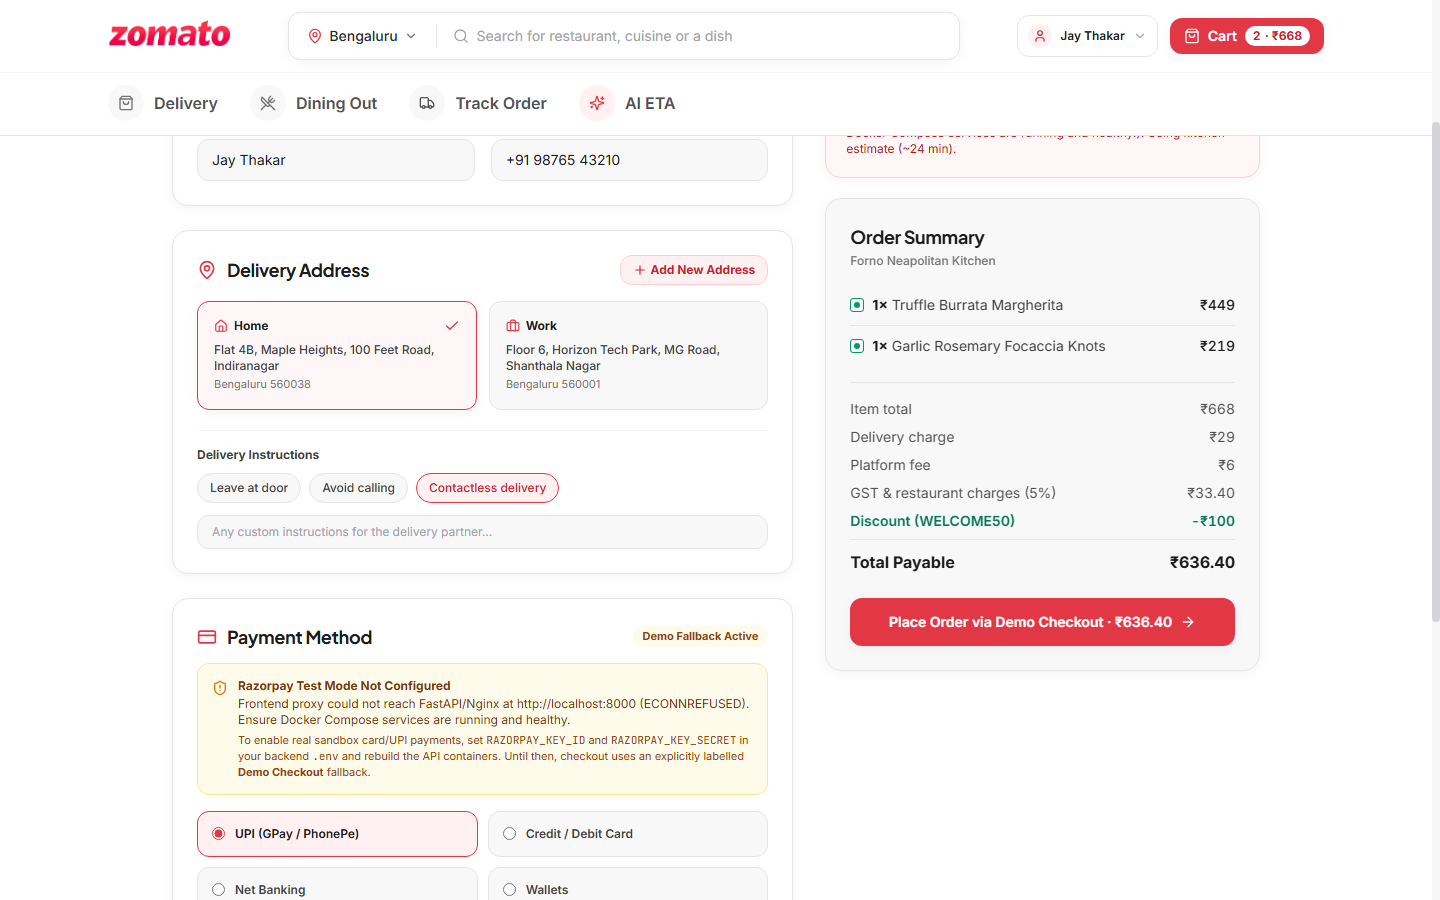 zomato
Bengaluru
Search for restaurant, cuisine or a dish
Jay Thakar
Cart 2 · ₹668
Delivery
Dining Out
Track Order
AI ETA
Jay Thakar
+91 98765 43210
Delivery Address
+ Add New Address
Home
Flat 4B, Maple Heights, 100 Feet Road,
Indiranagar
Bengaluru 560038
Work
Floor 6, Horizon Tech Park, MG Road,
Shanthala Nagar
Bengaluru 560001
Delivery Instructions
Leave at door
Avoid calling
Contactless delivery
Any custom instructions for the delivery partner...
Payment Method
Demo Fallback Active
Razorpay Test Mode Not Configured
Frontend proxy could not reach FastAPI/Nginx at http://localhost:8000 (ECONNREFUSED).
Ensure Docker Compose services are running and healthy.
To enable real sandbox card/UPI payments, set RAZORPAY_KEY_ID and RAZORPAY_KEY_SECRET in
your backend .env and rebuild the API containers. Until then, checkout uses an explicitly labelled
Demo Checkout fallback.
UPI (GPay / PhonePe)
Credit / Debit Card
Net Banking
Wallets
estimate (~24 min).
Order Summary
Forno Neapolitan Kitchen
1× Truffle Burrata Margherita ₹449
1× Garlic Rosemary Focaccia Knots ₹219
Item total ₹668
Delivery charge ₹29
Platform fee ₹6
GST & restaurant charges (5%) ₹33.40
Discount (WELCOME50) -₹100
Total Payable ₹636.40
Place Order via Demo Checkout · ₹636.40 →